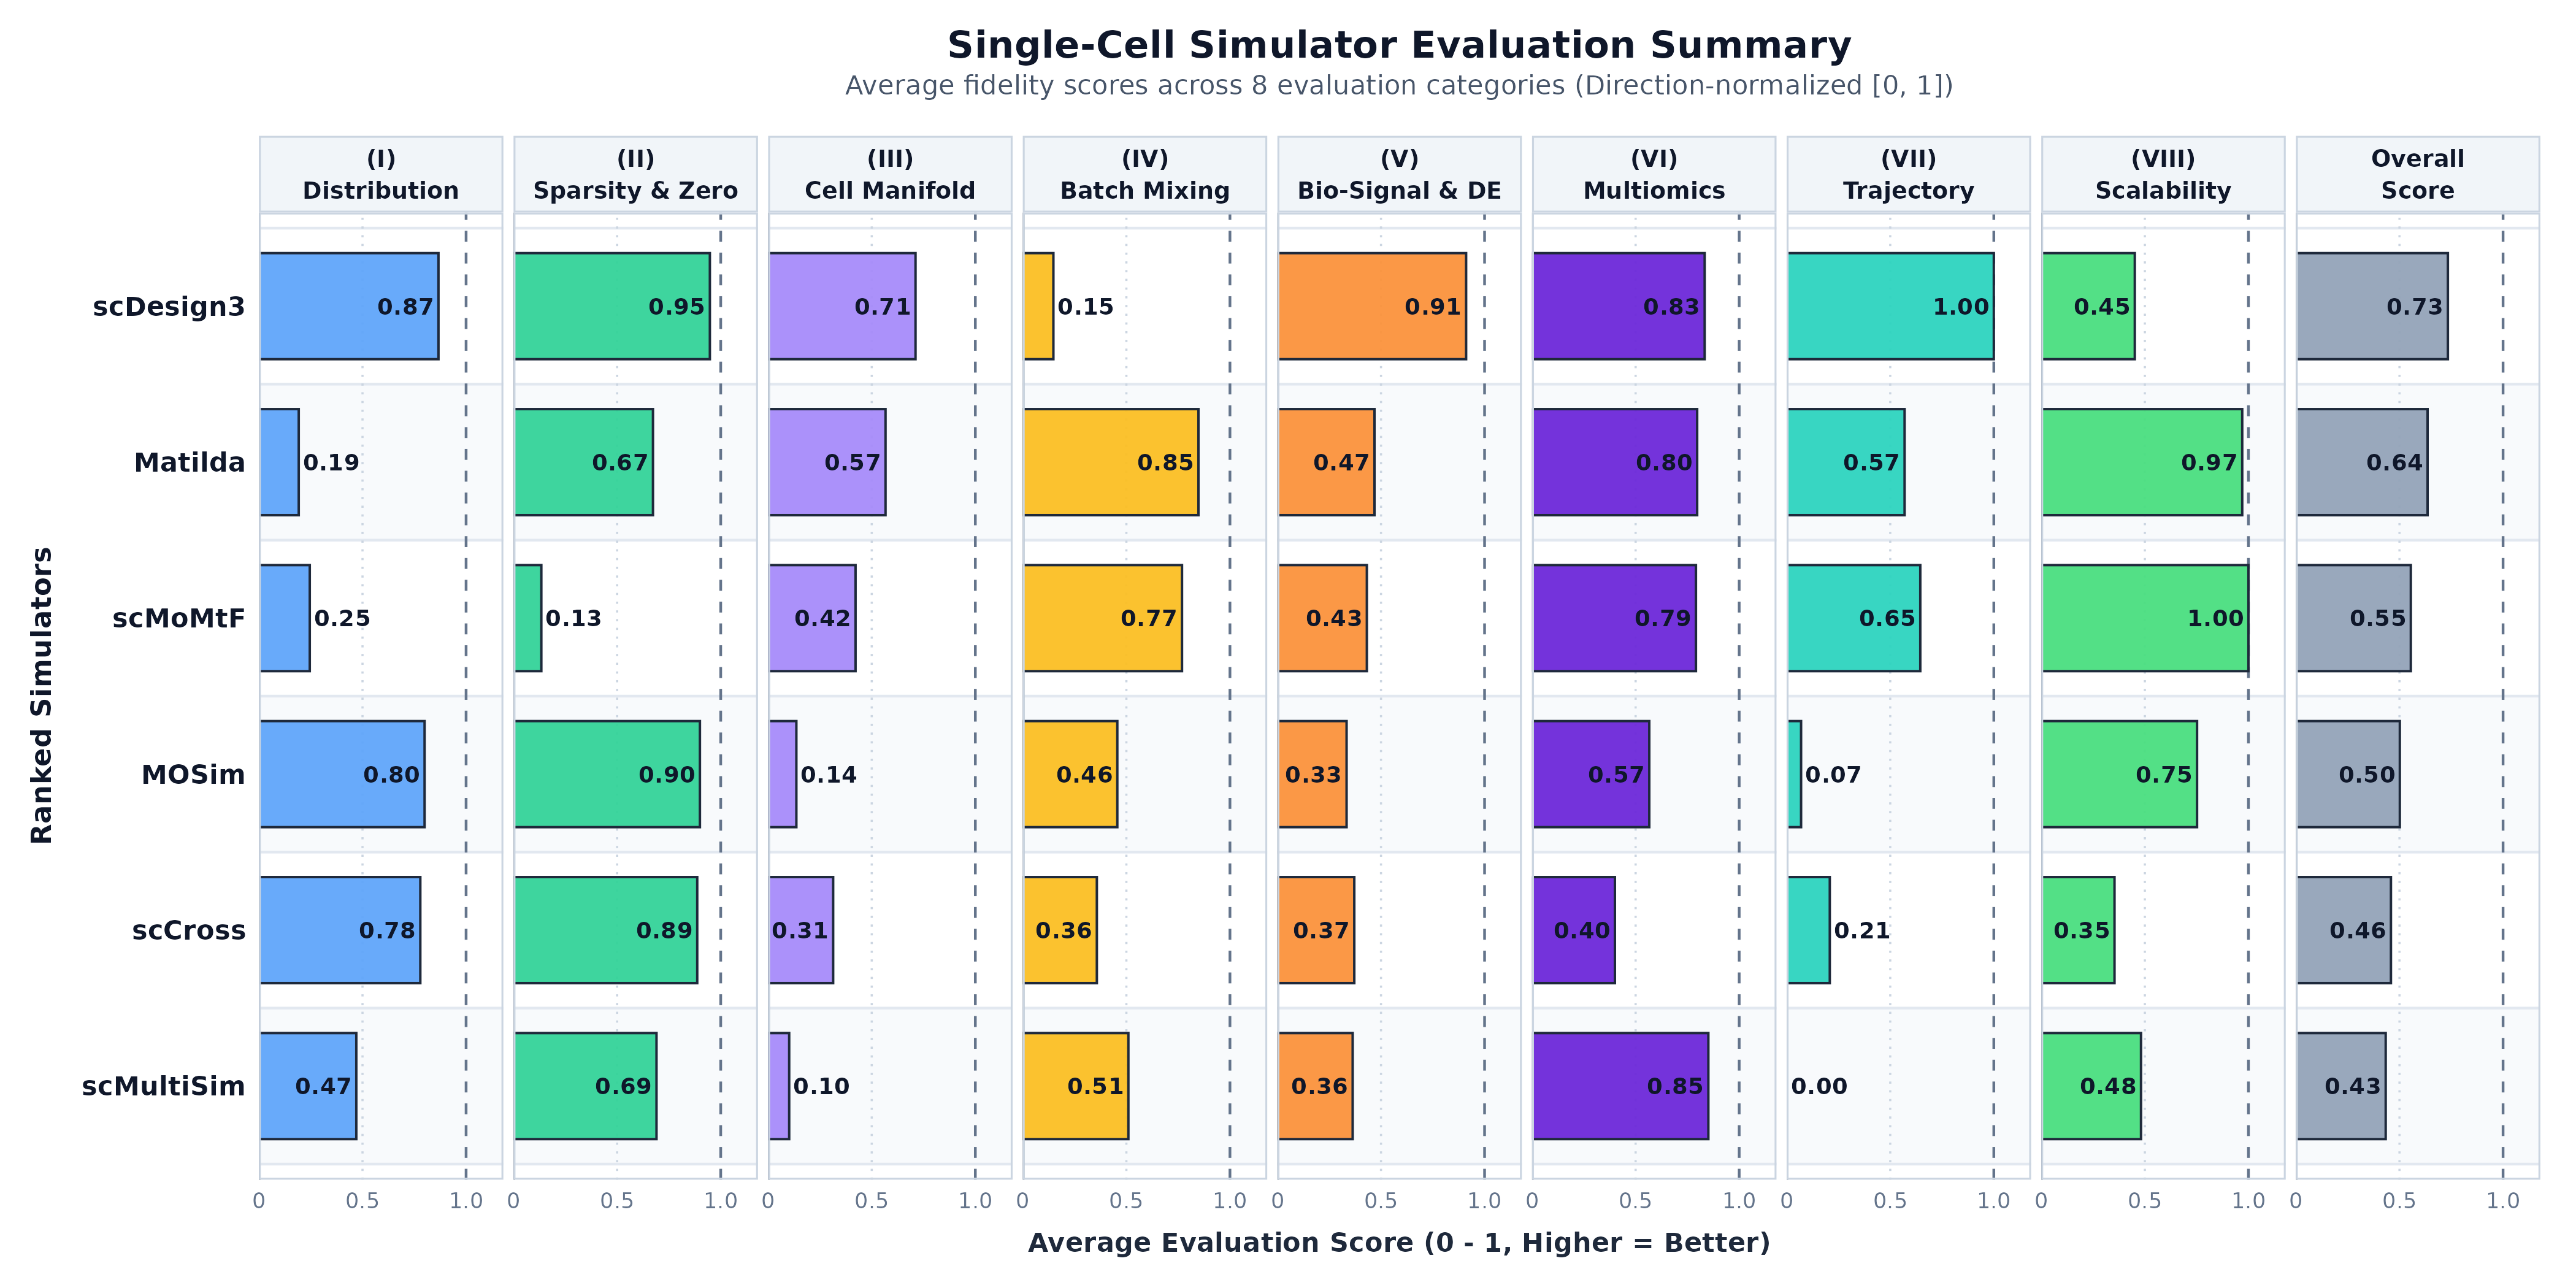 Single-Cell Simulator Evaluation Summary
Average fidelity scores across 8 evaluation categories (Direction-normalized [0, 1])
(I) (II) (III) (IV) (V) (VI) (VII) (VIII) Overall
Distribution Sparsity & Zero Cell Manifold Batch Mixing Bio-Signal & DE Multiomics Trajectory Scalability Score
scDesign3 0.87 0.95 0.71 0.15 0.91 0.83 1.00 0.45 0.73
Matilda 0.19 0.67 0.57 0.85 0.47 0.80 0.57 0.97 0.64
scMoMtF 0.25 0.13 0.42 0.77 0.43 0.79 0.65 1.00 0.55
MOSim 0.80 0.90 0.14 0.46 0.33 0.57 0.07 0.75 0.50
scCross 0.78 0.89 0.31 0.36 0.37 0.40 0.21 0.35 0.46
scMultiSim 0.47 0.69 0.10 0.51 0.36 0.85 0.00 0.48 0.43
Ranked Simulators
0 0.5 1.0 0 0.5 1.0 0 0.5 1.0 0 0.5 1.0 0 0.5 1.0 0 0.5 1.0 0 0.5 1.0 0 0.5 1.0 0 0.5 1.0
Average Evaluation Score (0 - 1, Higher = Better)